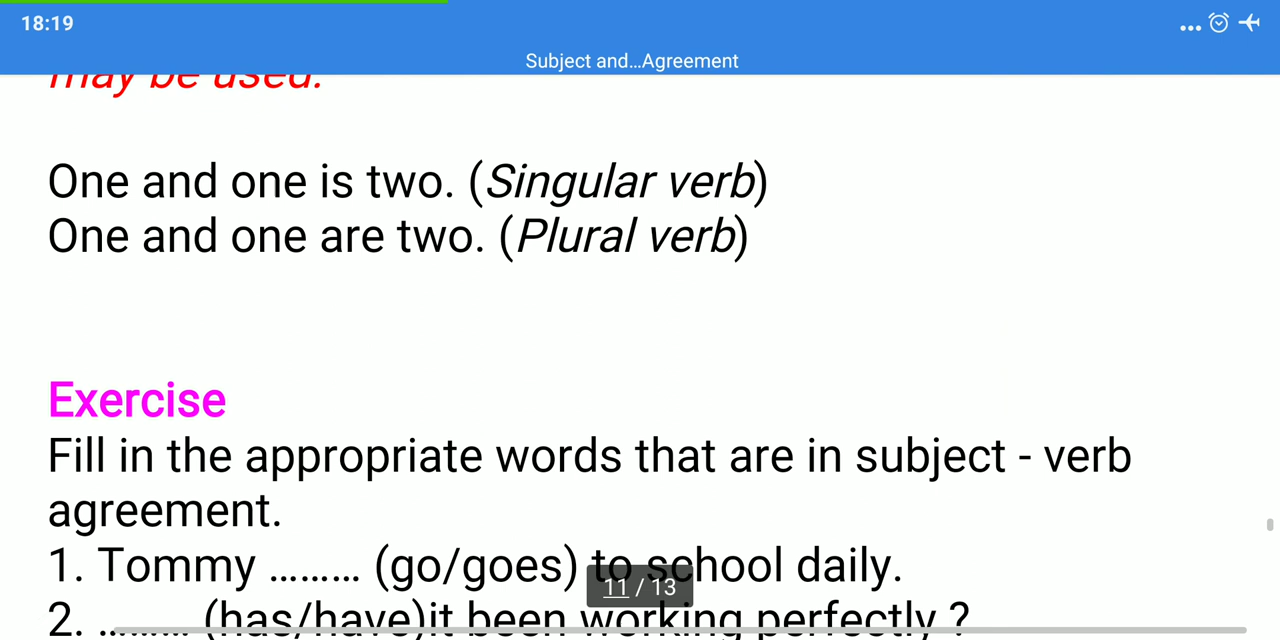 18:19
Subject and...Agreement
may be used.
One and one is two. (Singular verb)
One and one are two. (Plural verb)
Exercise
Fill in the appropriate words that are in subject - verb
agreement.
1. Tommy ......... (go/goes) to school daily.
11 / 13
2. ......... (has/have)it been working perfectly ?